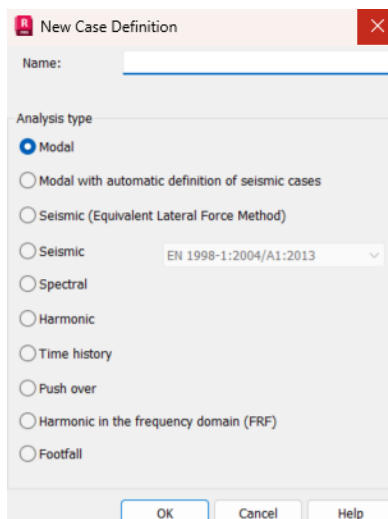 New Case Definition
Name:
Analysis type
Modal
Modal with automatic definition of seismic cases
Seismic (Equivalent Lateral Force Method)
Seismic EN 1998-1:2004/A1:2013
Spectral
Harmonic
Time history
Push over
Harmonic in the frequency domain (FRF)
Footfall
OK Cancel Help